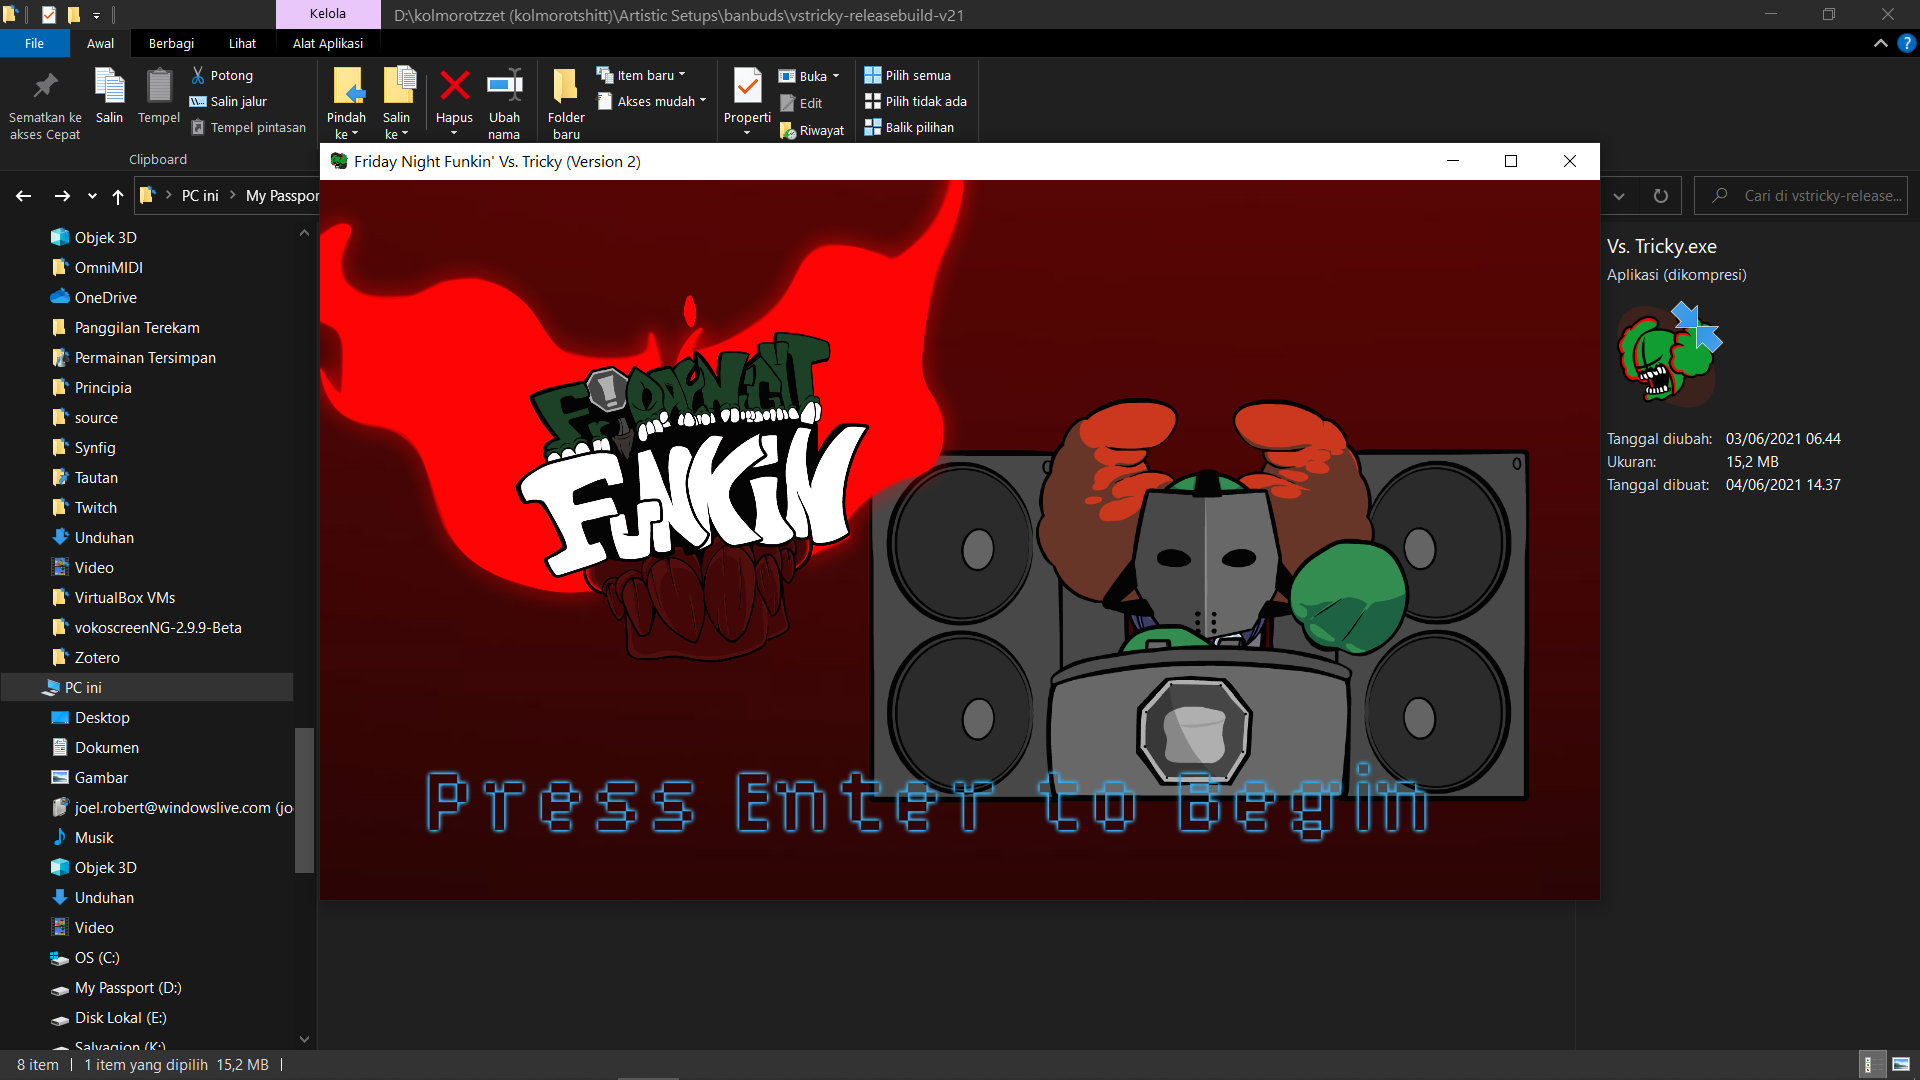 Kelola
D:\kolmorotzzet (kolmorotshitt)\Artistic Setups\banbuds\vstricky-releasebuild-v21
File
Awal
Berbagi
Lihat
Alat Aplikasi
Sematkan ke akses Cepat
Salin
Tempel
Potong
Salin jalur
Tempel pintasan
Clipboard
Pindah ke
Salin ke
Hapus
Ubah nama
Folder baru
Item baru
Akses mudah
Properti
Buka
Edit
Riwayat
Pilih semua
Pilih tidak ada
Balik pilihan
Friday Night Funkin' Vs. Tricky (Version 2)
PC ini
My Passpor
Cari di vstricky-release...
Objek 3D
OmniMIDI
OneDrive
Panggilan Terekam
Permainan Tersimpan
Principia
source
Synfig
Tautan
Twitch
Unduhan
Video
VirtualBox VMs
vokoscreenNG-2.9.9-Beta
Zotero
PC ini
Desktop
Dokumen
Gambar
joel.robert@windowslive.com (jo
Musik
Objek 3D
Unduhan
Video
OS (C:)
My Passport (D:)
Disk Lokal (E:)
Salvagion (K:)
FRIDAY NIGHT
FUNKIN
Press Enter to Begin
Vs. Tricky.exe
Aplikasi (dikompresi)
Tanggal diubah: 03/06/2021 06.44
Ukuran: 15,2 MB
Tanggal dibuat: 04/06/2021 14.37
8 item
1 item yang dipilih 15,2 MB